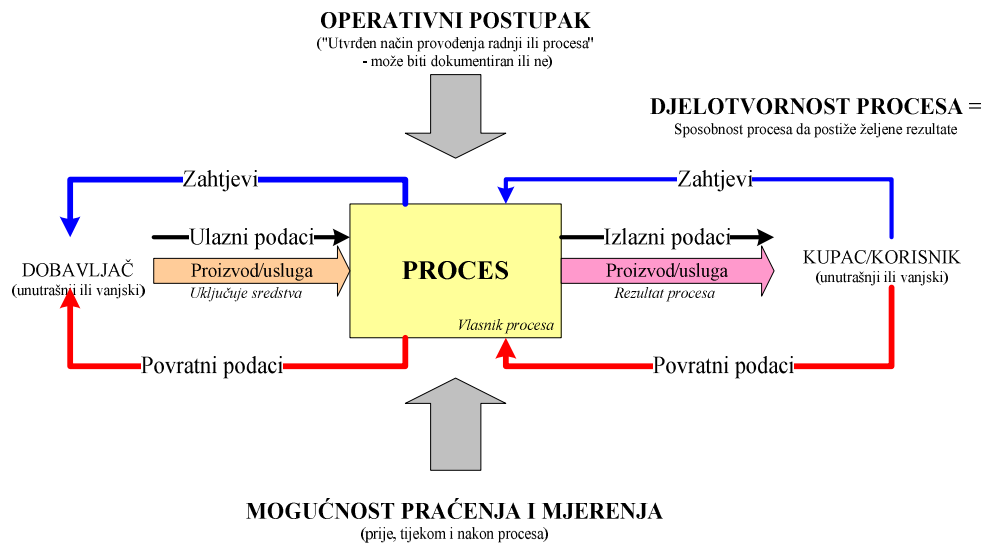 OPERATIVNI POSTUPAK
("Utvrđen način provođenja radnji ili procesa"
- može biti dokumentiran ili ne)
DJELOTVORNOST PROCESA =
Sposobnost procesa da postiže željene rezultate
Zahtjevi
Zahtjevi
Ulazni podaci
Izlazni podaci
DOBAVLJAČ
(unutrašnji ili vanjski)
Proizvod/usluga
Uključuje sredstva
PROCES
Vlasnik procesa
Proizvod/usluga
Rezultat procesa
KUPAC/KORISNIK
(unutrašnji ili vanjski)
Povratni podaci
Povratni podaci
MOGUĆNOST PRAĆENJA I MJERENJA
(prije, tijekom i nakon procesa)